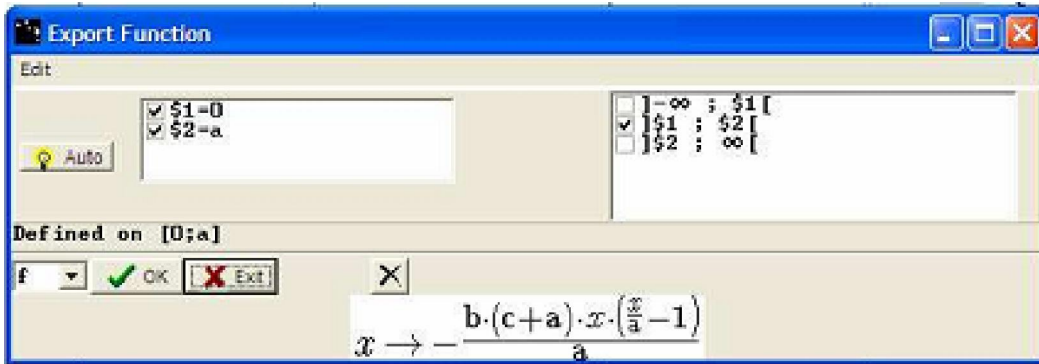 Export Function
Edit
$1=0
$2=a
]-∞ ; $1[
]$1 ; $2[
]$2 ; ∞[
Auto
Defined on [0;a]
f
OK
Exit
x → - b·(c+a)·x·(x/a-1) / a